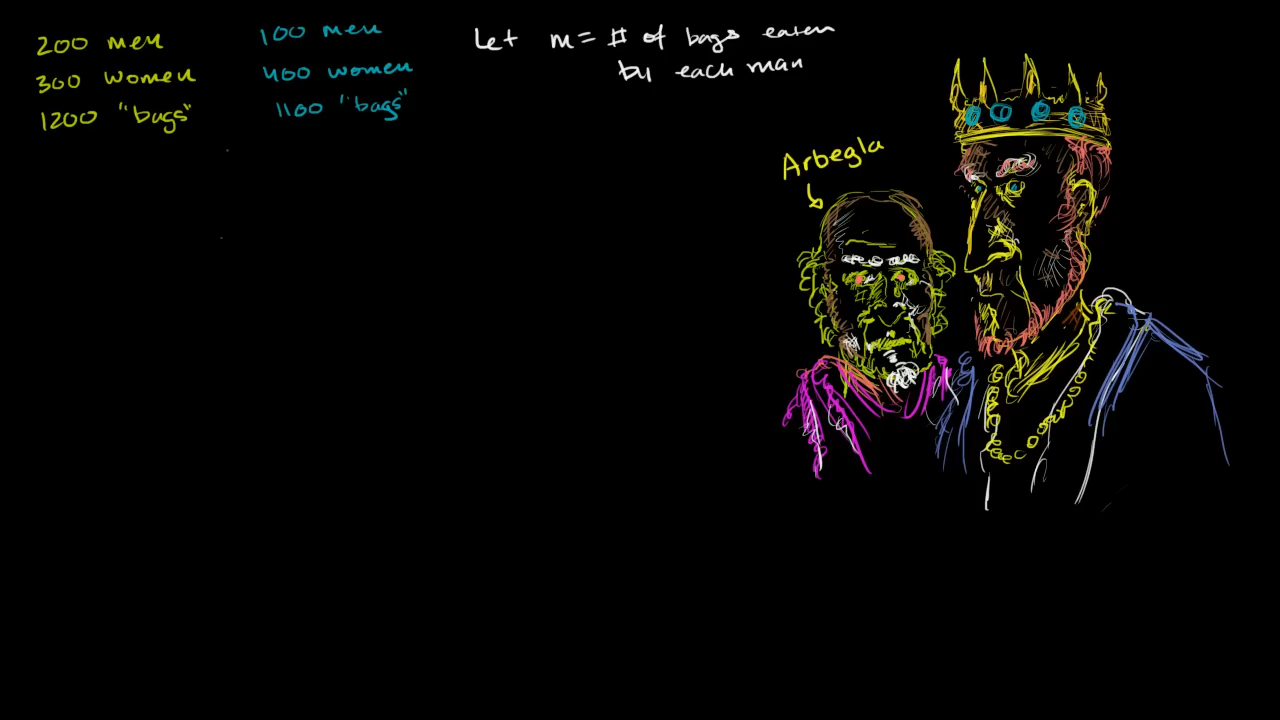 200 men
300 women
1200 "bags"
100 men
400 women
1100 "bags"
Let m = # of bags eaten
by each man
Arbegla